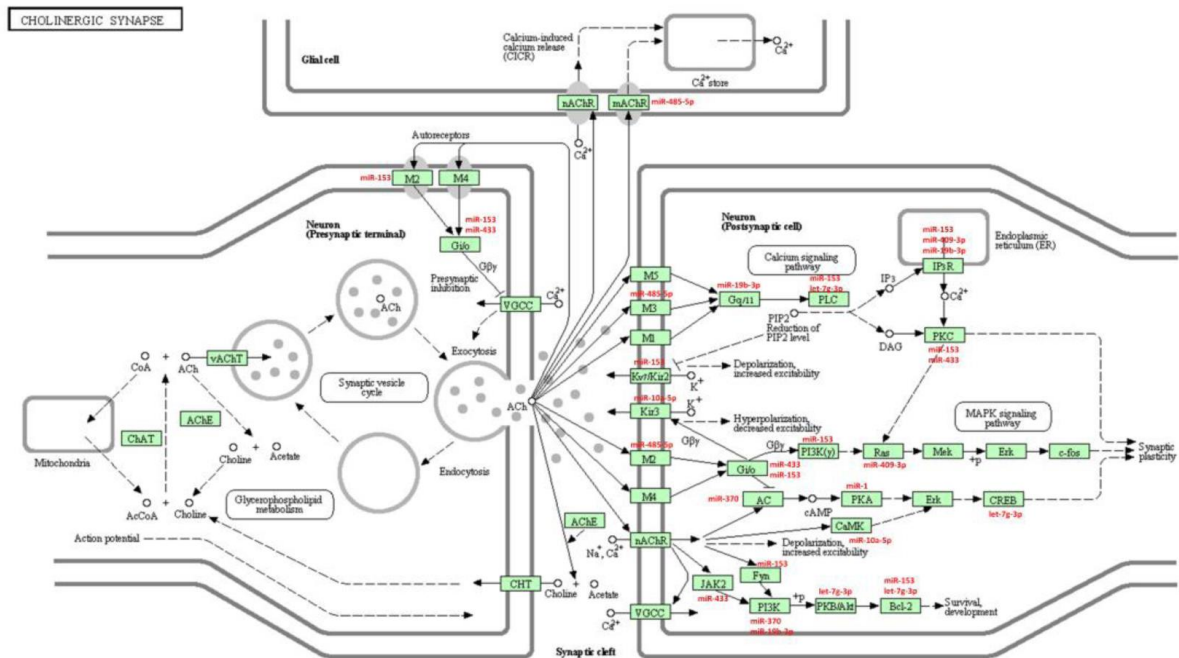 CHOLINERGIC SYNAPSE
Glial cell
Calcium-induced
calcium release
(CICR)
Ca2+
Ca2+ store
nAChR
mAChR
miR-485-5p
Ca2+
Autoreceptors
miR-153
M2
M4
Neuron
(Presynaptic terminal)
miR-153
miR-433
Gi/o
Gβγ
Presynaptic
inhibition
VGCC
Ca2+
Exocytosis
ACh
Synaptic vesicle
cycle
Endocytosis
ACh
CoA
+
ACh
vAChT
Mitochondria
ChAT
AChE
Choline
+
Acetate
AcCoA
+
Choline
Glycerophospholipid
metabolism
Action potential
CHT
Choline
+
Acetate
AChE
Na+, Ca2+
Ca2+
VGCC
Synaptic cleft
Neuron
(Postsynaptic cell)
M5
miR-485-5p
M3
M1
miR-19b-3p
Gq/11
Calcium signaling
pathway
miR-153
let-7g-3p
PLC
miR-153
miR-409-3p
miR-19b-3p
IP3R
Endoplasmic
reticulum (ER)
IP3
Ca2+
PIP2
Reduction of
PIP2 level
DAG
PKC
miR-153
miR-433
miR-153
Kv7/Kir2
K+
Depolarization,
increased excitability
miR-10a-5p
Kir3
K+
Hyperpolarization,
decreased excitability
Gβγ
miR-485-5p
M2
M4
Gi/o
miR-433
miR-153
Gβγ
miR-153
PI3K(γ)
MAPK signaling
pathway
Ras
miR-409-3p
Mek
+p
Erk
c-fos
Synaptic
plasticity
miR-370
AC
cAMP
miR-1
PKA
Erk
CREB
let-7g-3p
nAChR
CaMK
miR-10a-5p
Depolarization,
increased excitability
miR-153
Fyn
JAK2
miR-433
PI3K
miR-370
miR-19b-3p
+p
let-7g-3p
PKB/Akt
miR-153
let-7g-3p
Bcl-2
Survival,
development